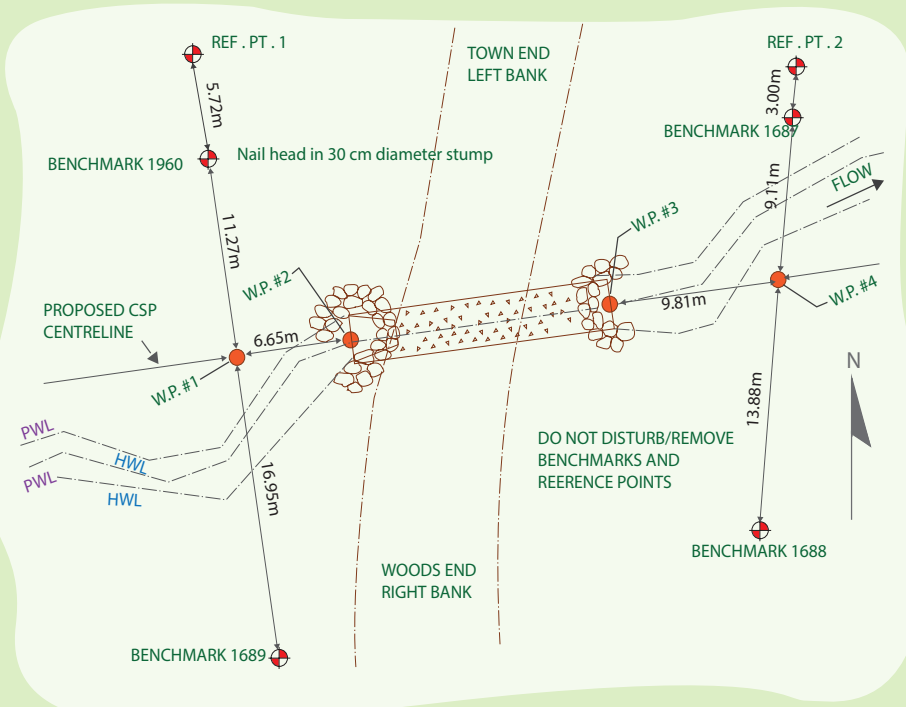 REF . PT . 1
TOWN END
LEFT BANK
REF . PT . 2
5.72m
3.00m
BENCHMARK 1687
BENCHMARK 1960
Nail head in 30 cm diameter stump
9.11m
FLOW
11.27m
W.P. #3
W.P. #2
W.P. #4
PROPOSED CSP
CENTRELINE
6.65m
9.81m
W.P. #1
N
13.88m
PWL
HWL
PWL
HWL
16.95m
DO NOT DISTURB/REMOVE
BENCHMARKS AND
REERENCE POINTS
BENCHMARK 1688
WOODS END
RIGHT BANK
BENCHMARK 1689